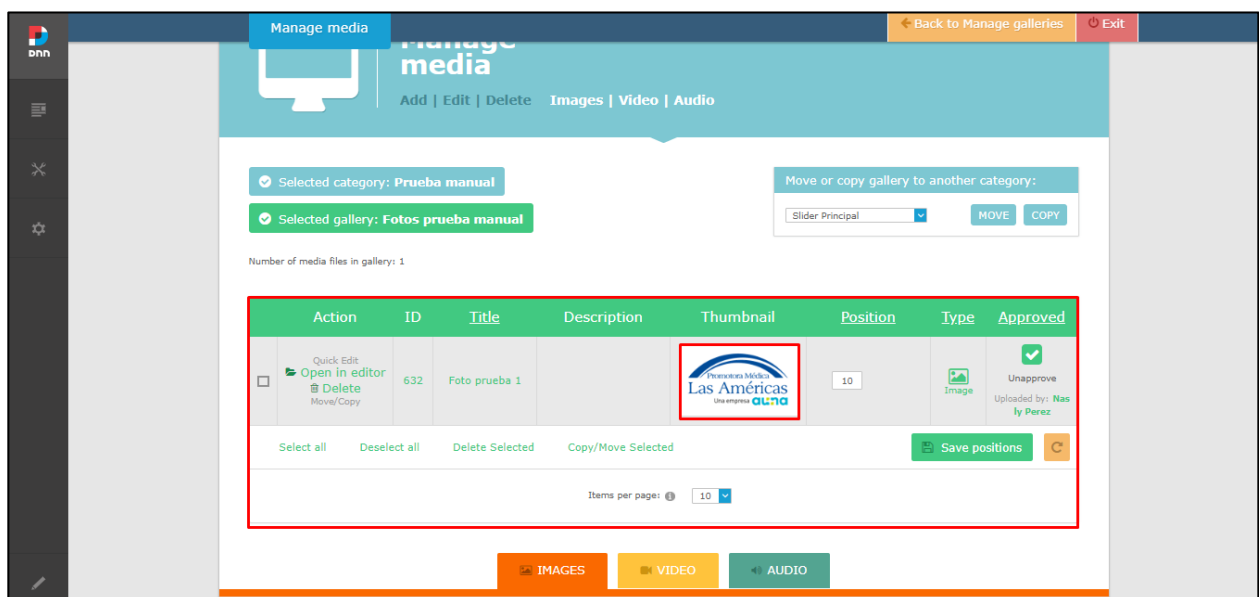 DNN
Manage media
Back to Manage galleries
Exit
Manage
media
Add | Edit | Delete Images | Video | Audio
Selected category: Prueba manual
Selected gallery: Fotos prueba manual
Move or copy gallery to another category:
Slider Principal
MOVE
COPY
Number of media files in gallery: 1
Action ID Title Description Thumbnail Position Type Approved
Quick Edit
Open in editor
Delete
Move/Copy
632
Foto prueba 1
Promotora Médica
Las Américas
Una empresa auna
10
Image
Unapprove
Uploaded by: Nas
ly Perez
Select all Deselect all Delete Selected Copy/Move Selected
Save positions
Items per page: 10
IMAGES
VIDEO
AUDIO